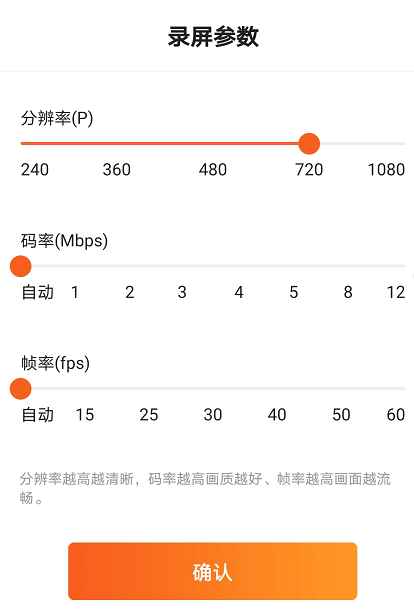 录屏参数
分辨率(P)
240 360 480 720 1080
码率(Mbps)
自动 1 2 3 4 5 8 12
帧率(fps)
自动 15 25 30 40 50 60
分辨率越高越清晰，码率越高画质越好、帧率越高画面越流
畅。
确认